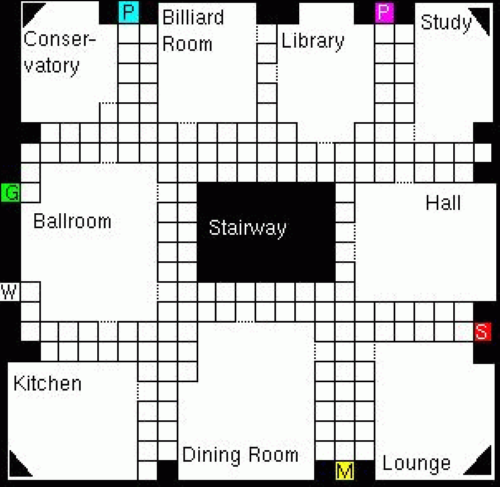 P
P
Conser-
vatory
Billiard
Room
Library
Study
G
Ballroom
Stairway
Hall
W
S
Kitchen
Dining Room
M
Lounge